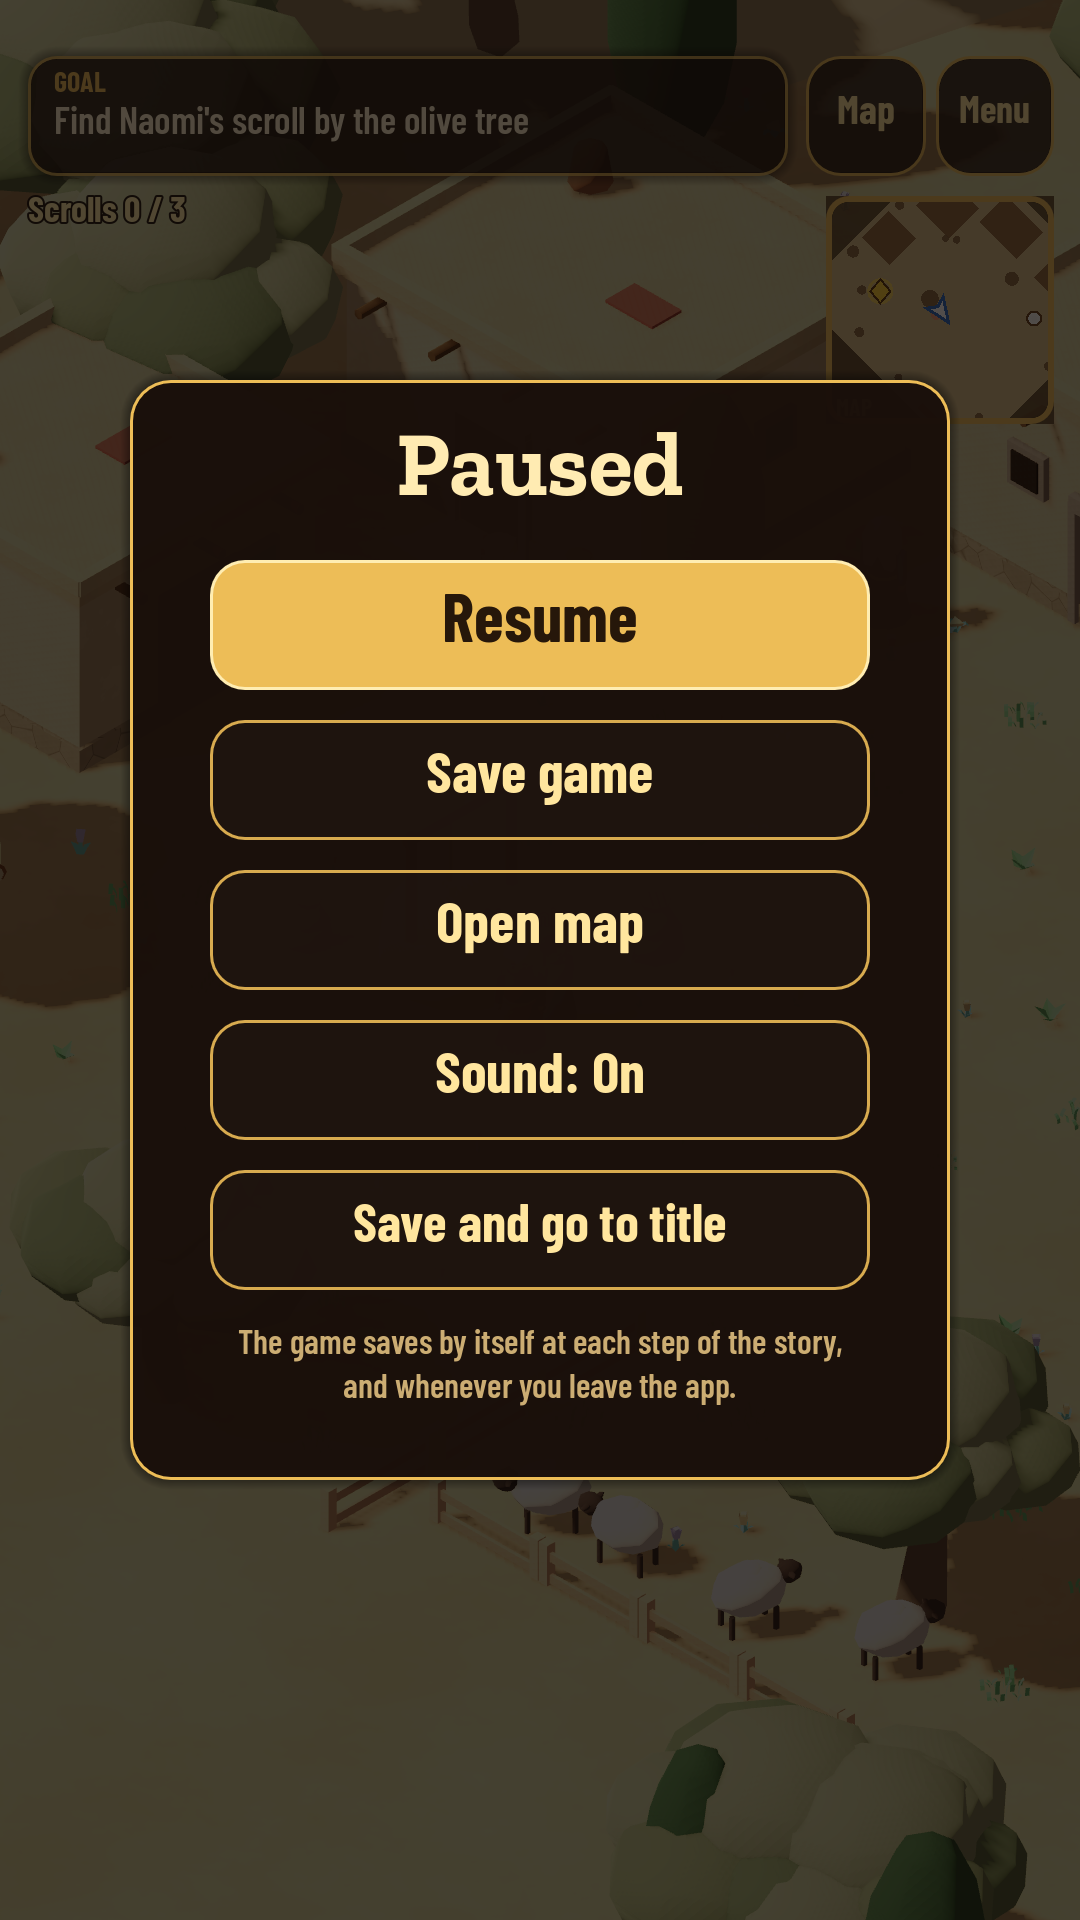 GOAL
Find Naomi's scroll by the olive tree
Map
Menu
Scrolls 0 / 3
Paused
Resume
Save game
Open map
Sound: On
Save and go to title
The game saves by itself at each step of the story,
and whenever you leave the app.